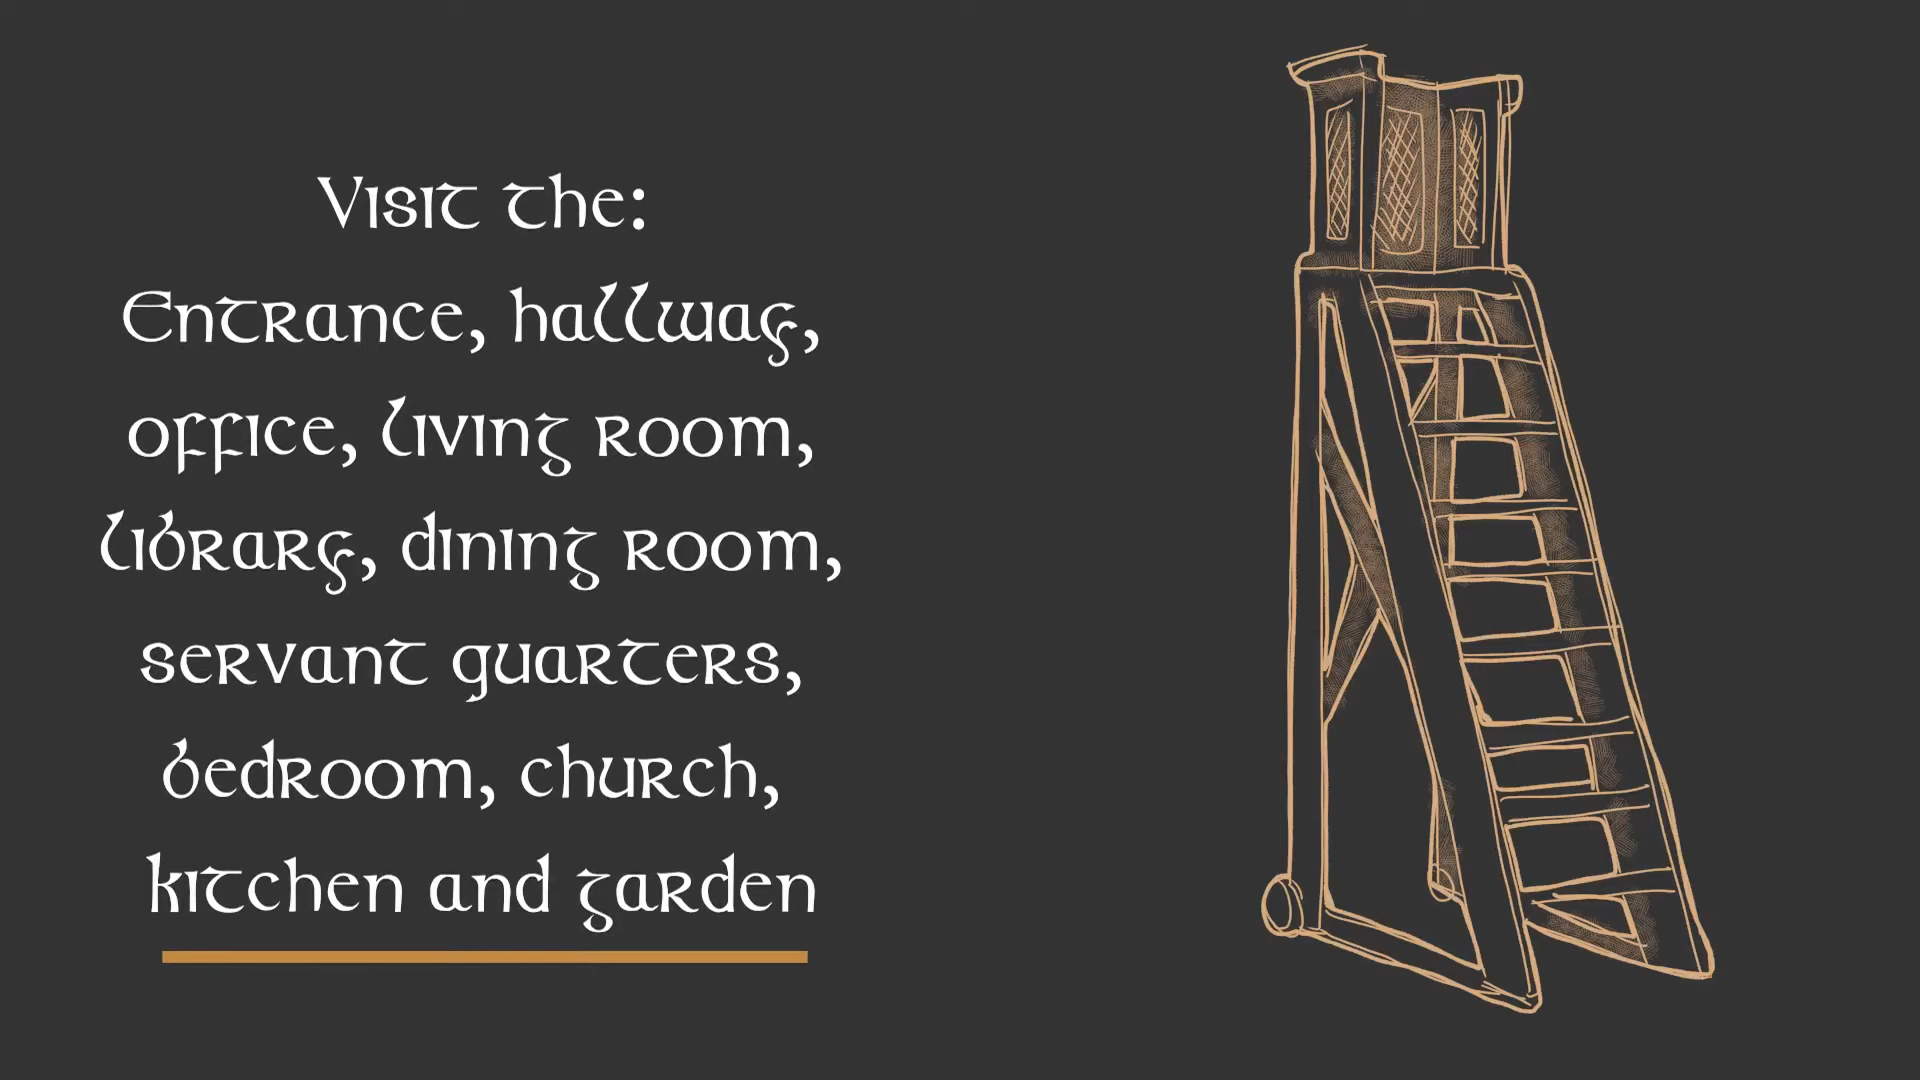 Visit the:
Entrance, hallway,
office, living room,
library, dining room,
servant quarters,
bedroom, church,
kitchen and garden